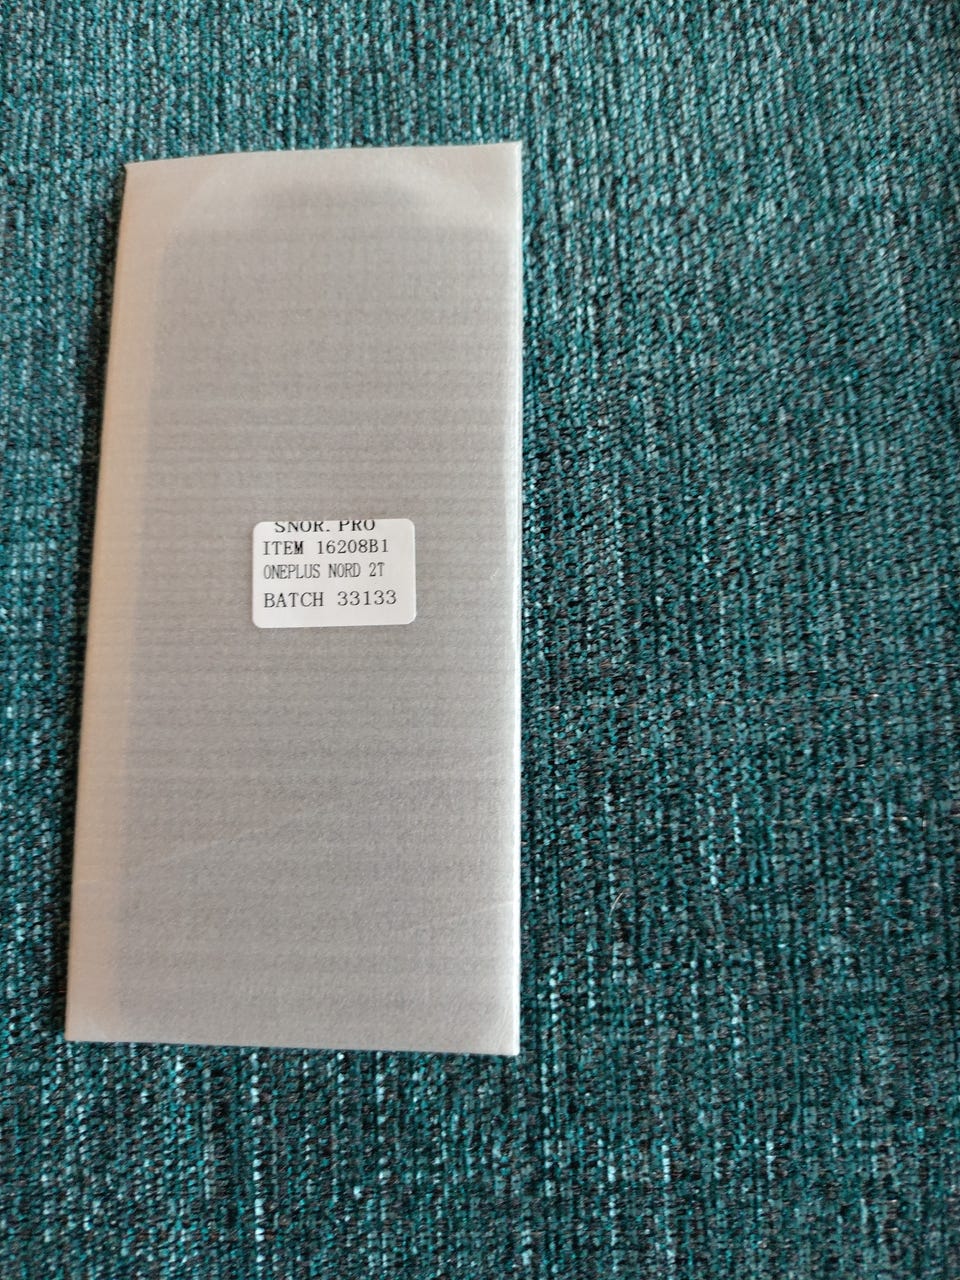 SNOR. PRO
ITEM 16208B1
ONEPLUS NORD 2T
BATCH 33133